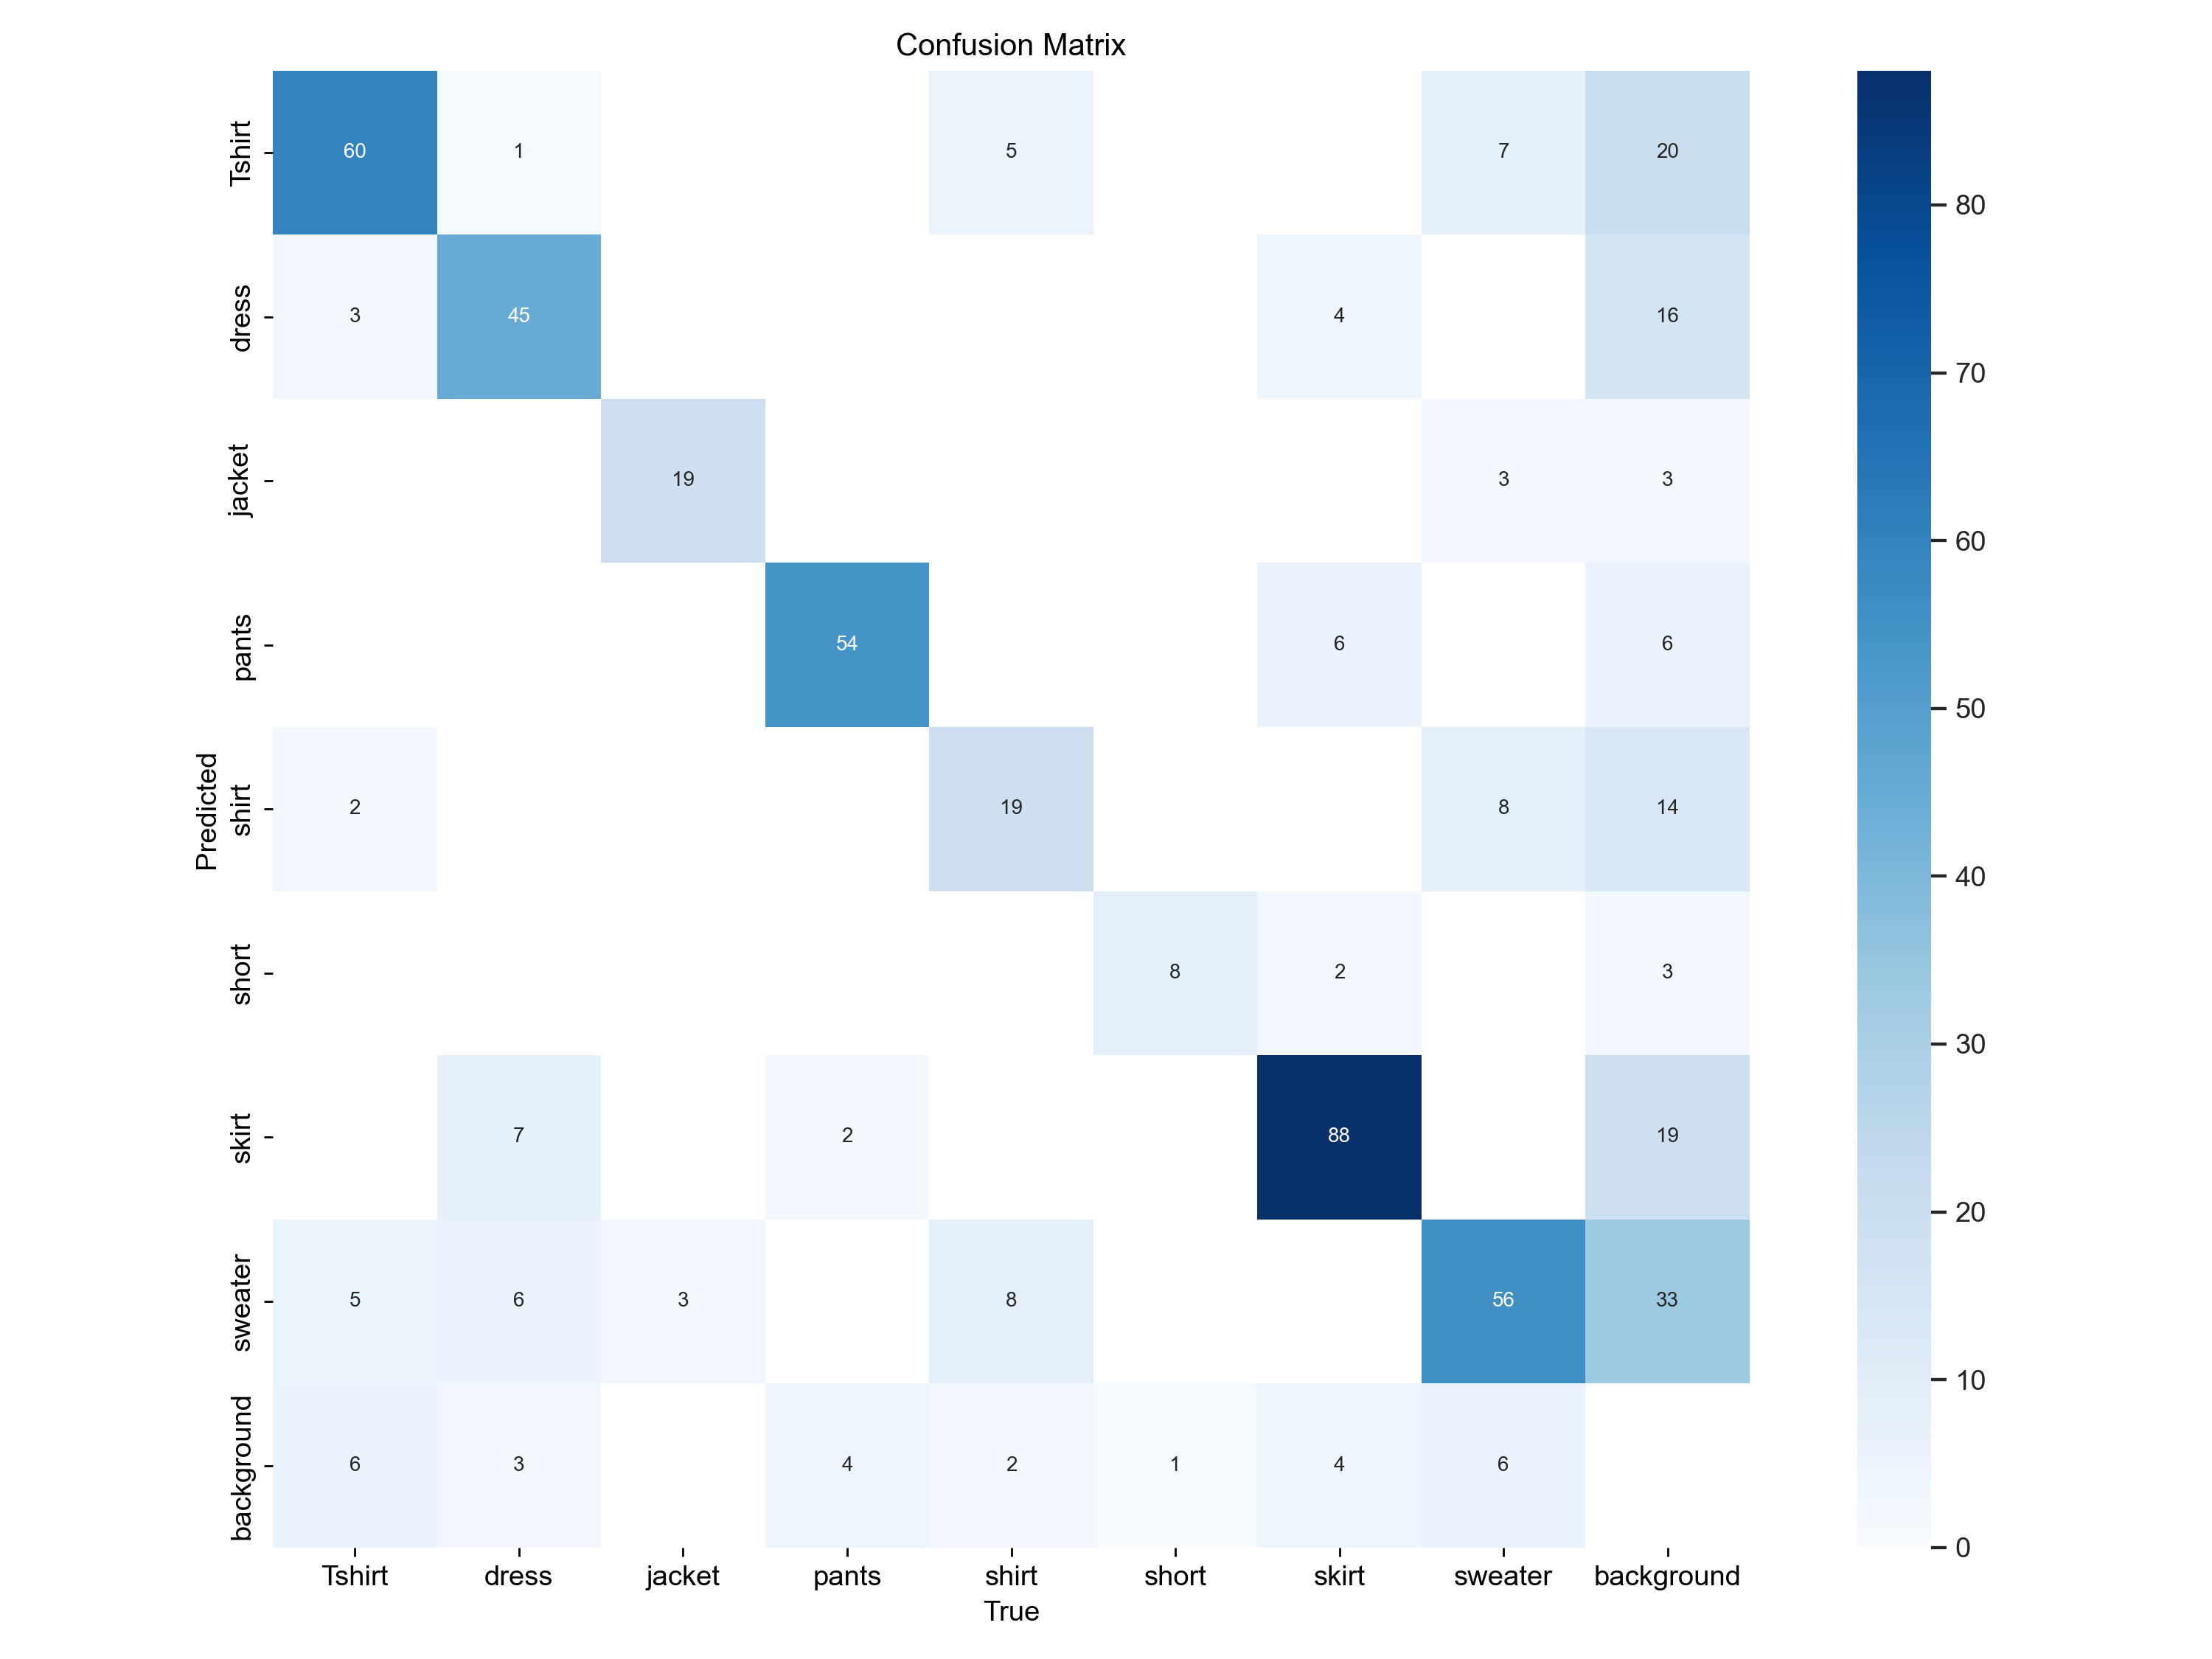 Confusion Matrix
Tshirt 60 1 5 7 20
dress 3 45 4 16
jacket 19 3 3
pants 54 6 6
shirt 2 19 8 14
short 8 2 3
skirt 7 2 88 19
sweater 5 6 3 8 56 33
background 6 3 4 2 1 4 6
Predicted
Tshirt dress jacket pants shirt short skirt sweater background
True
80
70
60
50
40
30
20
10
0